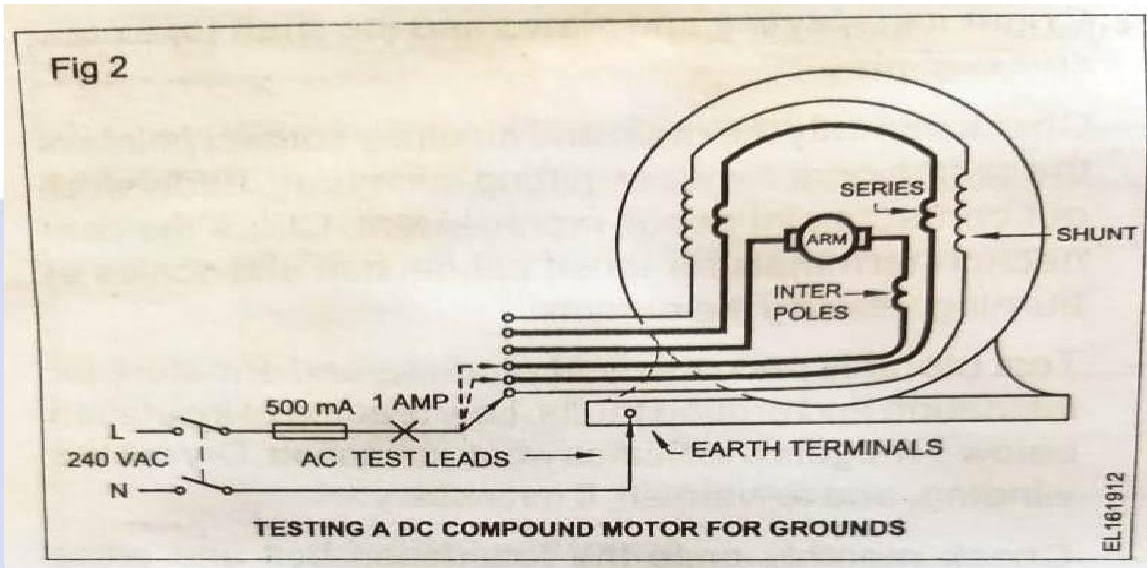 Fig 2
SERIES
ARM
SHUNT
INTER
POLES
500 mA
1 AMP
L
240 VAC
AC TEST LEADS
EARTH TERMINALS
N
TESTING A DC COMPOUND MOTOR FOR GROUNDS
EL161912